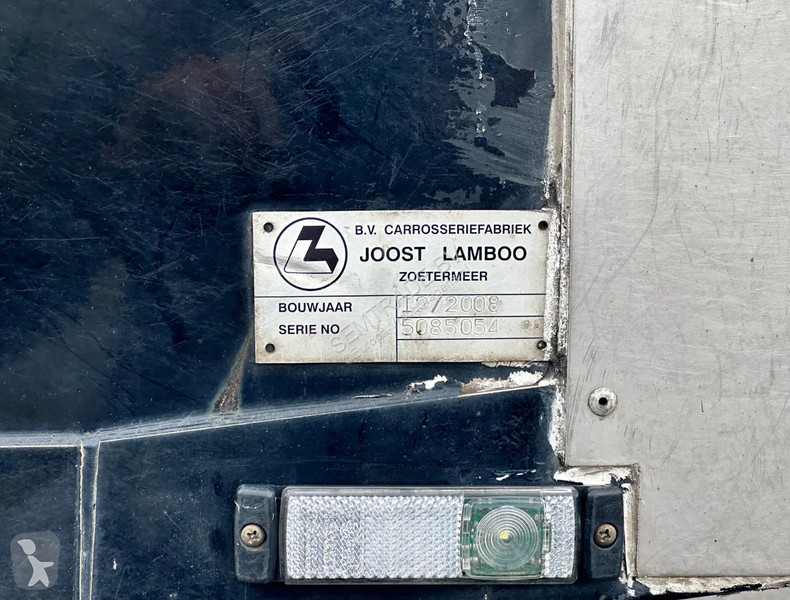 B.V. CARROSSERIEFABRIEK
JOOST LAMBOO
ZOETERMEER
BOUWJAAR 12/2008
SERIE NO 5085054